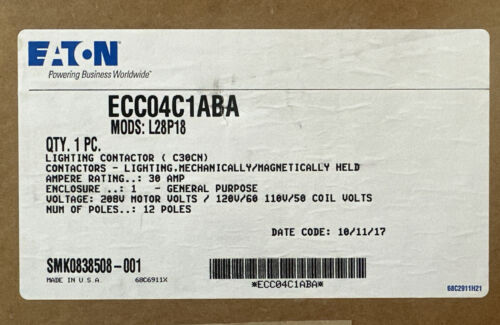 EATON
Powering Business Worldwide™
ECC04C1ABA
MODS: L28P18
QTY. 1 PC.
LIGHTING CONTACTOR ( C30CN)
CONTACTORS - LIGHTING,MECHANICALLY/MAGNETICALLY HELD
AMPERE RATING..: 30 AMP
ENCLOSURE ..: 1 - GENERAL PURPOSE
VOLTAGE: 208V MOTOR VOLTS / 120V/60 110V/50 COIL VOLTS
NUM OF POLES..: 12 POLES
DATE CODE: 10/11/17
SMK0838508-001
MADE IN U.S.A. 68C6911X
*ECC04C1ABA*
68C2911H21